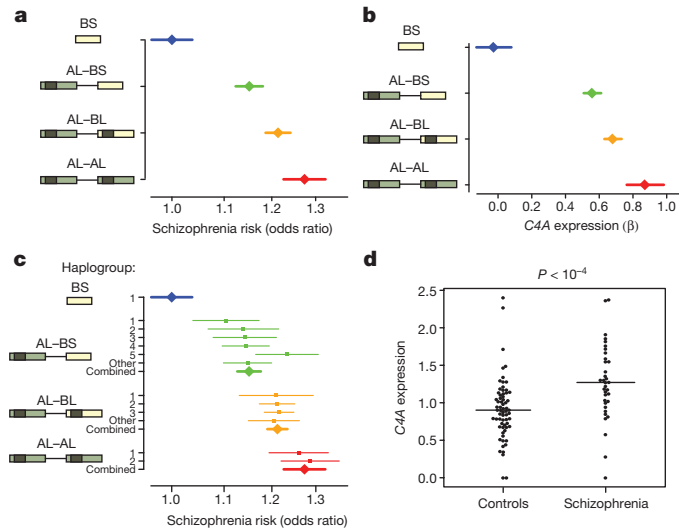 a
BS
AL–BS
AL–BL
AL–AL
1.0 1.1 1.2 1.3
Schizophrenia risk (odds ratio)
b
BS
AL–BS
AL–BL
AL–AL
0.0 0.2 0.4 0.6 0.8 1.0
C4A expression (β)
c
Haplogroup:
BS
1
AL–BS
1
2
3
4
5
Other
Combined
AL–BL
1
2
3
Other
Combined
AL–AL
1
2
Combined
1.0 1.1 1.2 1.3
Schizophrenia risk (odds ratio)
d
P < 10⁻⁴
C4A expression
2.5
2.0
1.5
1.0
0.5
0.0
Controls Schizophrenia